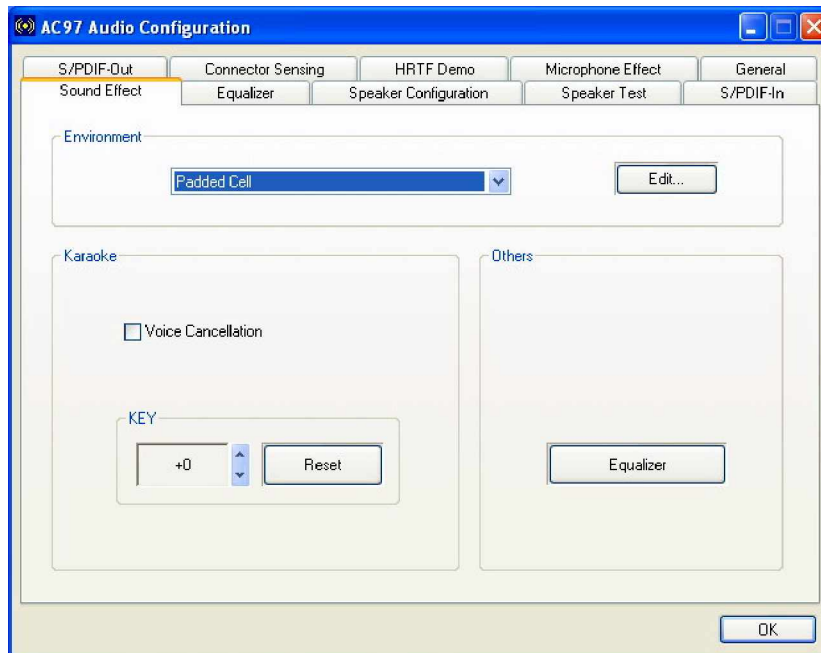 AC97 Audio Configuration
S/PDIF-Out Connector Sensing HRTF Demo Microphone Effect General
Sound Effect Equalizer Speaker Configuration Speaker Test S/PDIF-In
Environment
Padded Cell Edit...
Karaoke
Others
Voice Cancellation
KEY
+0 Reset
Equalizer
OK